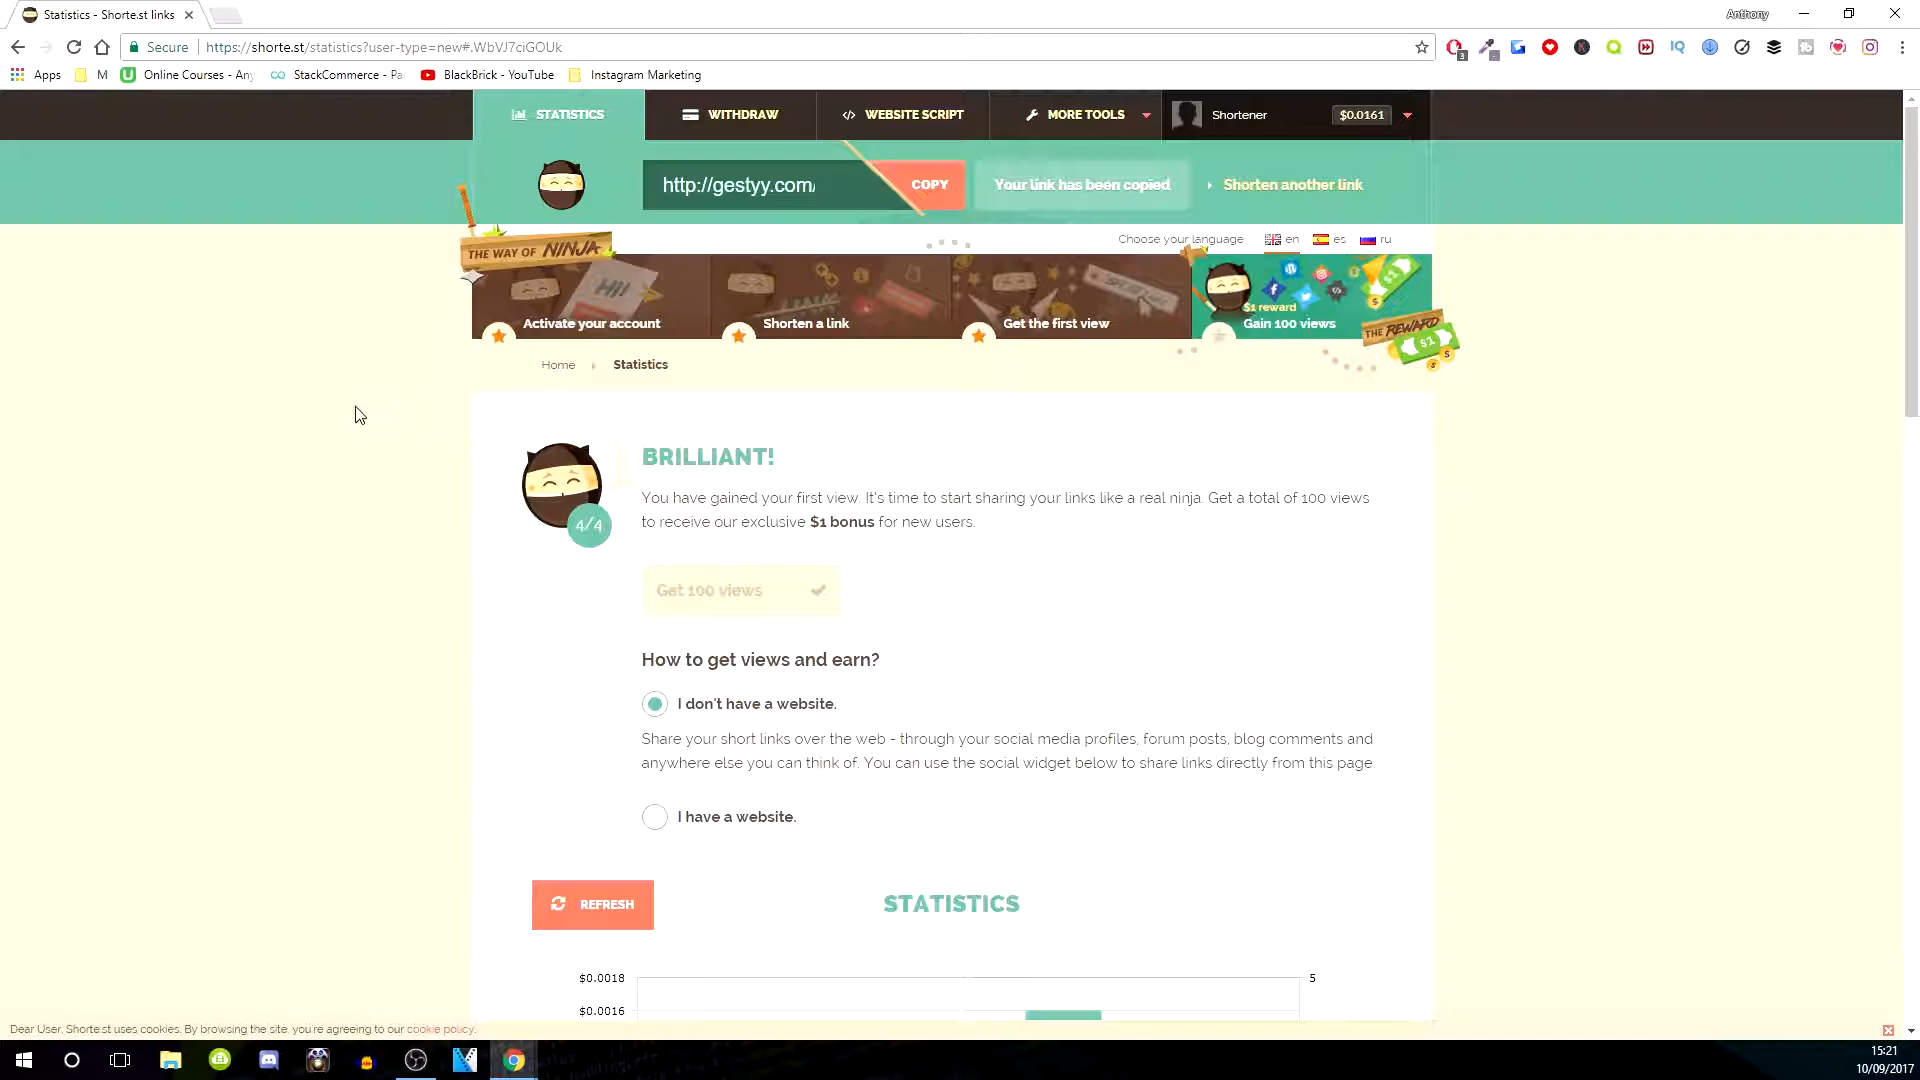 Statistics - Shorte.st links
Anthony
Secure
https://shorte.st/statistics?user-type=new#.WbVJ7ciGOUk
3
IQ
Apps
M
Online Courses - Any
StackCommerce - Pa
BlackBrick - YouTube
Instagram Marketing
STATISTICS
WITHDRAW
WEBSITE SCRIPT
MORE TOOLS
Shortener
$0.0161
http://gestyy.com/
COPY
Your link has been copied
Shorten another link
THE WAY OF NINJA
Choose your language
en
es
ru
HI!
Activate your account
Shorten a link
Get the first view
$1 reward
Gain 100 views
THE REWARD
$1
Home
Statistics
BRILLIANT!
You have gained your first view. It's time to start sharing your links like a real ninja. Get a total of 100 views
to receive our exclusive $1 bonus for new users.
4/4
Get 100 views
How to get views and earn?
I don't have a website.
Share your short links over the web - through your social media profiles, forum posts, blog comments and
anywhere else you can think of. You can use the social widget below to share links directly from this page
I have a website.
REFRESH
STATISTICS
$0.0018
5
$0.0016
Dear User, Shorte.st uses cookies. By browsing the site, you're agreeing to our cookie policy.
15:21
10/09/2017